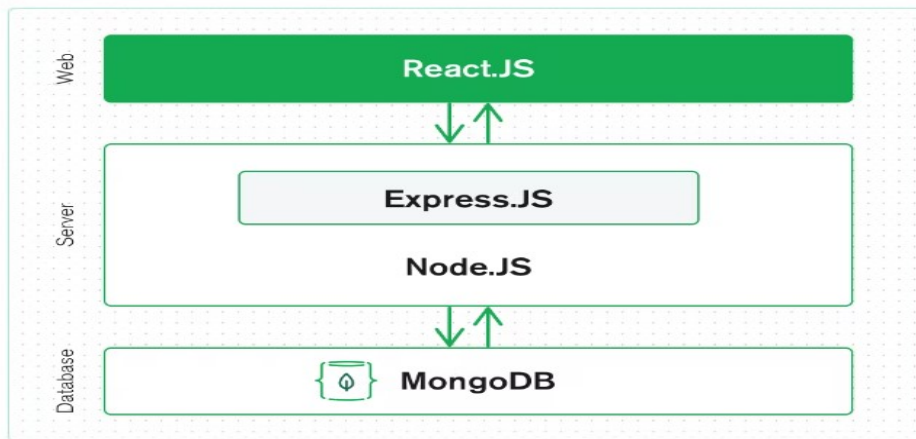 Web
React.JS
Server
Express.JS
Node.JS
Database
MongoDB